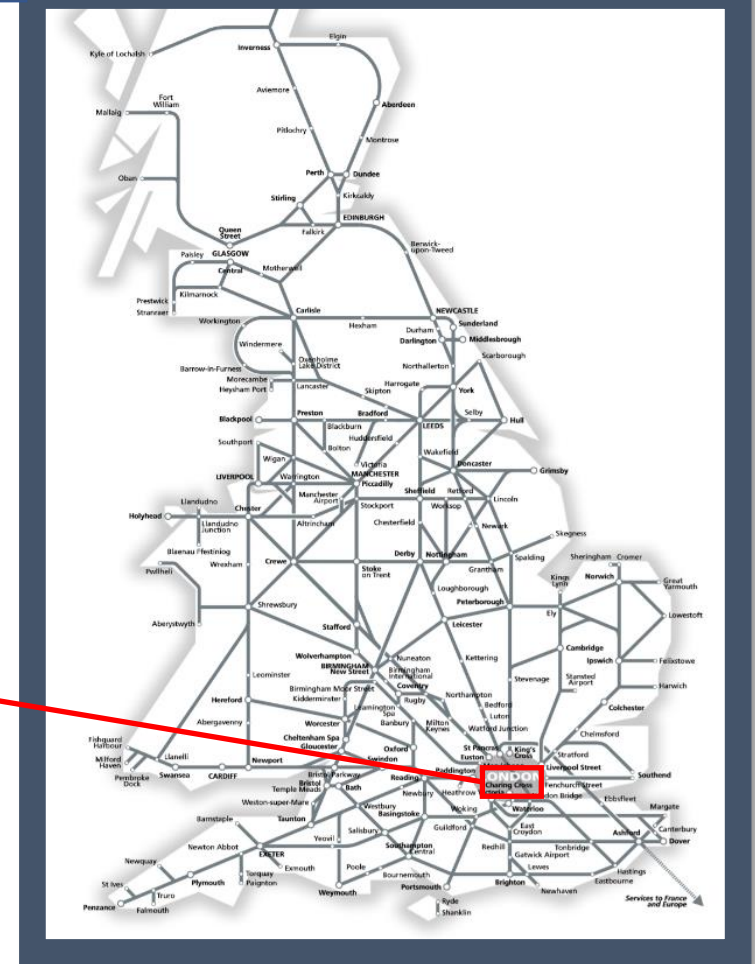 Elgin
Inverness
Kyle of Lochalsh
Aviemore
Fort
William
Aberdeen
Mallaig
Pitlochry
Montrose
Perth
Dundee
Oban
Kirkcaldy
Stirling
EDINBURGH
Queen
Street
Falkirk
Berwick-
upon-Tweed
Paisley
GLASGOW
Central
Motherwell
Kilmarnock
Prestwick
Stranraer
Carlisle
NEWCASTLE
Workington
Hexham
Sunderland
Durham
Darlington
Middlesbrough
Windermere
Scarborough
Oxenholme
Lake District
Northallerton
Barrow-in-Furness
Morecambe
Heysham Port
Lancaster
Harrogate
Skipton
York
Blackpool
Preston
Bradford
Selby
Hull
Blackburn
LEEDS
Southport
Huddersfield
Bolton
Wakefield
Wigan
Victoria
Doncaster
Grimsby
LIVERPOOL
Warrington
MANCHESTER
Piccadilly
Manchester
Airport
Sheffield
Retford
Lincoln
Llandudno
Stockport
Worksop
Holyhead
Chester
Llandudno
Junction
Altrincham
Chesterfield
Newark
Skegness
Blaenau Ffestiniog
Derby
Nottingham
Spalding
Sheringham
Cromer
Pwllheli
Wrexham
Crewe
Stoke
on Trent
Grantham
Kings
Lynn
Norwich
Great
Yarmouth
Loughborough
Peterborough
Shrewsbury
Ely
Lowestoft
Aberystwyth
Stafford
Leicester
Wolverhampton
Nuneaton
Cambridge
BIRMINGHAM
New Street
Birmingham
International
Kettering
Ipswich
Felixstowe
Leominster
Coventry
Stevenage
Stansted
Airport
Birmingham Moor Street
Kidderminster
Rugby
Northampton
Harwich
Hereford
Leamington
Spa
Bedford
Colchester
Abergavenny
Worcester
Banbury
Milton
Keynes
Luton
Watford Junction
Chelmsford
Fishguard
Harbour
Cheltenham Spa
Gloucester
Oxford
St Pancras
Euston
King's
Cross
Stratford
Milford
Haven
Llanelli
Newport
Swindon
Paddington
Liverpool Street
Pembroke
Dock
Swansea
CARDIFF
Bristol Parkway
Reading
LONDON
Southend
Bristol
Temple Meads
Bath
Newbury
Heathrow
Charing Cross
Fenchurch Street
Weston-super-Mare
Westbury
Basingstoke
Woking
Waterloo
Ebbsfleet
Margate
Barnstaple
Taunton
Salisbury
Guildford
East
Croydon
Ashford
Canterbury
Dover
Yeovil
Newton Abbot
EXETER
Southampton
Central
Redhill
Tonbridge
Gatwick Airport
Newquay
Exmouth
Poole
Lewes
Hastings
Eastbourne
St Ives
Plymouth
Torquay
Paignton
Bournemouth
Portsmouth
Brighton
Newhaven
Truro
Weymouth
Penzance
Falmouth
Ryde
Shanklin
Services to France
and Europe